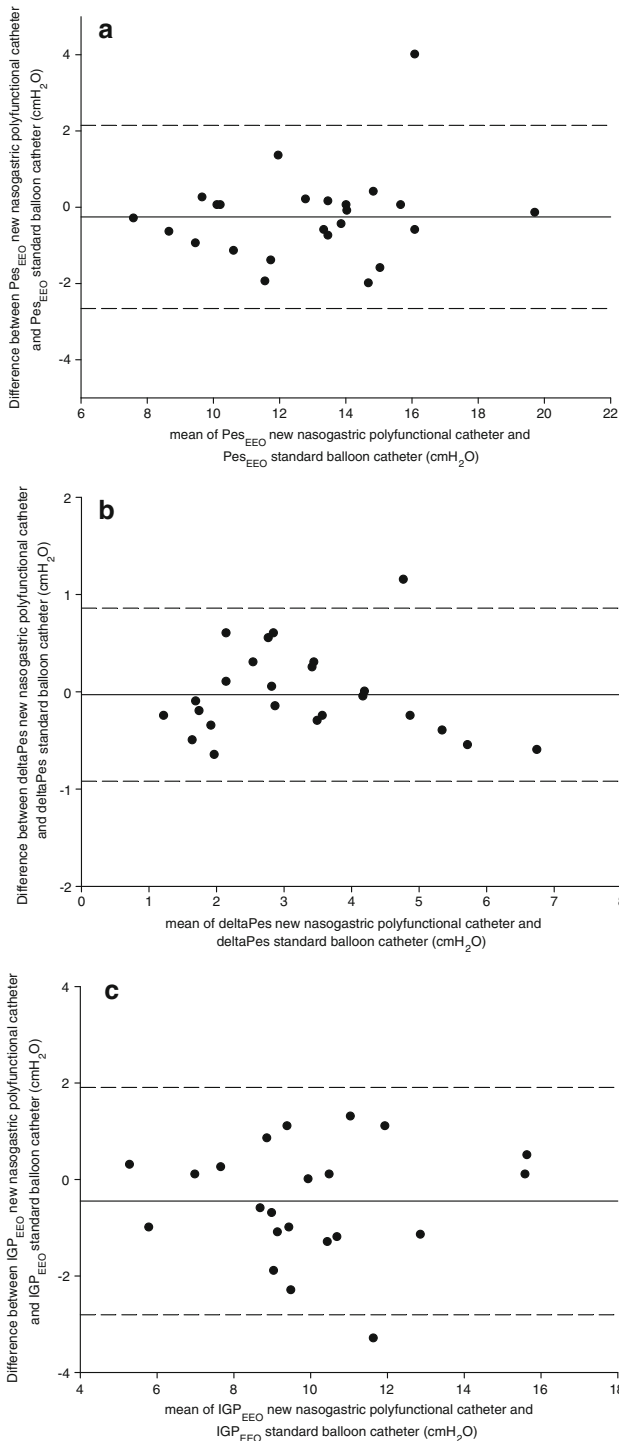 a
Difference between Pes_EEO new nasogastric polyfunctional catheter
and Pes_EEO standard balloon catheter (cmH2O)
4
2
0
-2
-4
6 8 10 12 14 16 18 20 22
mean of Pes_EEO new nasogastric polyfunctional catheter and
Pes_EEO standard balloon catheter (cmH2O)
b
Difference between deltaPes new nasogastric polyfunctional catheter
and deltaPes standard balloon catheter (cmH2O)
2
1
0
-1
-2
0 1 2 3 4 5 6 7 8
mean of deltaPes new nasogastric polyfunctional catheter and
deltaPes standard balloon catheter (cmH2O)
c
Difference between IGP_EEO new nasogastric polyfunctional catheter
and IGP_EEO standard balloon catheter (cmH2O)
4
2
0
-2
-4
4 6 8 10 12 14 16 18
mean of IGP_EEO new nasogastric polyfunctional catheter and
IGP_EEO standard balloon catheter (cmH2O)